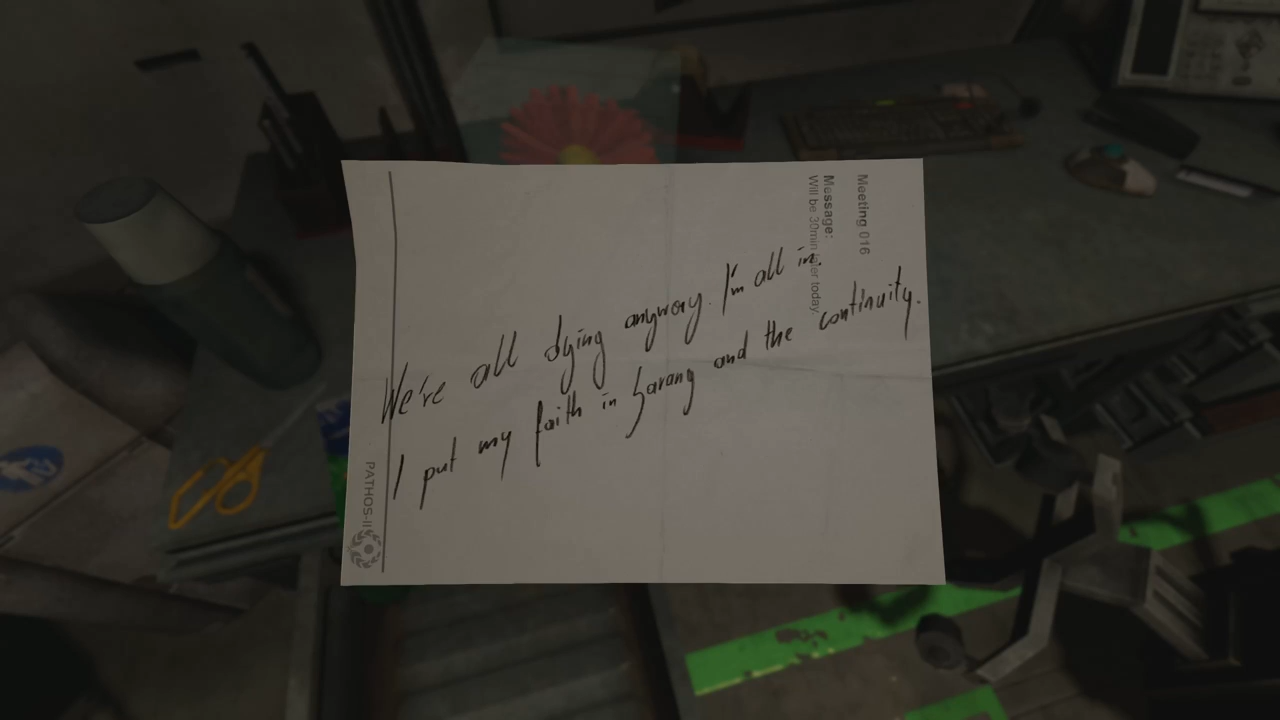 Meeting 016
Message:
Will be 30min later today.
We're all dying anyway. I'm all in.
I put my faith in Sarang and the continuity.
PATHOS-II